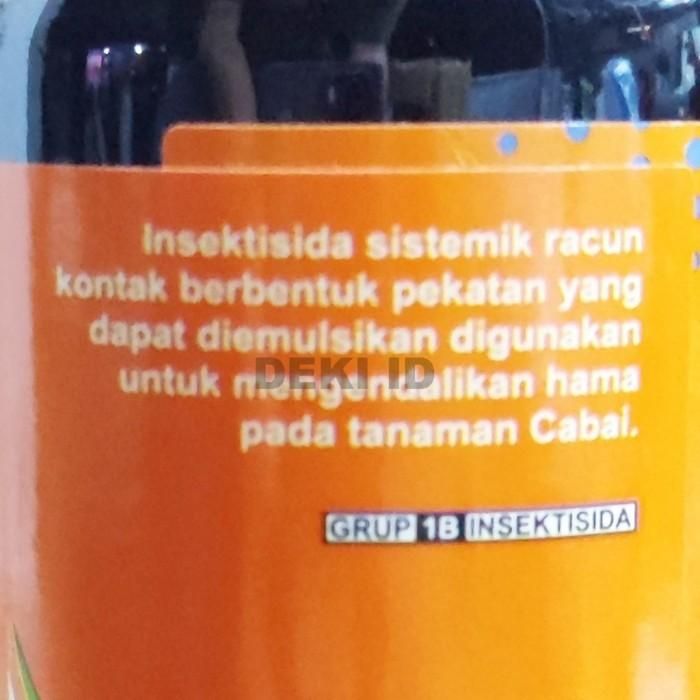 Insektisida sistemik racun
kontak berbentuk pekatan yang
dapat diemulsikan digunakan
untuk mengendalikan hama
pada tanaman Cabai.
DEKI ID
GRUP 1B INSEKTISIDA